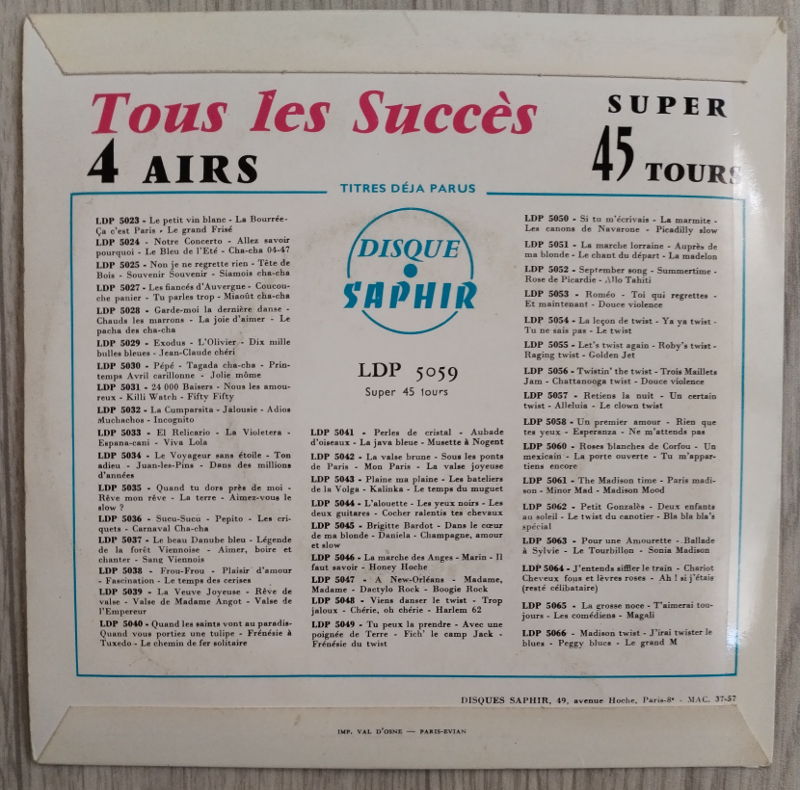 Tous les Succès
4 AIRS
SUPER
45 TOURS
TITRES DÉJA PARUS
LDP 5023 - Le petit vin blanc - La Bourrée-
Ça c'est Paris - Le grand Frisé
LDP 5024 - Notre Concerto - Allez savoir
pourquoi - Le Bleu de l'Eté - Cha-cha 04-47
LDP 5025 - Non je ne regrette rien - Tête de
Bois - Souvenir Souvenir - Siamois cha-cha
LDP 5027 - Les fiancés d'Auvergne - Coucou-
che panier - Tu parles trop - Miaoût cha-cha
LDP 5028 - Garde-moi la dernière danse -
Chauds les marrons - La joie d'aimer - Le
pacha des cha-cha
LDP 5029 - Exodus - L'Olivier - Dix mille
bulles bleues - Jean-Claude chéri
LDP 5030 - Pépé - Tagada cha-cha - Prin-
temps Avril carillonne - Jolie môme
LDP 5031 - 24 000 Baisers - Nous les amou-
reux - Killi Watch - Fifty Fifty
LDP 5032 - La Cumparsita - Jalousie - Adios
Muchachos - Incognito
LDP 5033 - El Relicario - La Violetera -
Espana-cani - Viva Lola
LDP 5034 - Le Voyageur sans étoile - Ton
adieu - Juan-les-Pins - Dans des millions
d'années
LDP 5035 - Quand tu dors près de moi -
Rêve mon rêve - La terre - Aimez-vous le
slow ?
LDP 5036 - Sucu-Sucu - Pepito - Les cri-
quets - Carnaval Cha-cha
LDP 5037 - Le beau Danube bleu - Légende
de la forêt Viennoise - Aimer, boire et
chanter - Sang Viennois
LDP 5038 - Frou-Frou - Plaisir d'amour
- Fascination - Le temps des cerises
LDP 5039 - La Veuve Joyeuse - Rêve de
valse - Valse de Madame Angot - Valse de
l'Empereur
LDP 5040 - Quand les saints vont au paradis-
Quand vous portiez une tulipe - Frénésie à
Tuxedo - Le chemin de fer solitaire
DISQUE
SAPHIR
LDP 5059
Super 45 tours
LDP 5041 - Perles de cristal - Aubade
d'oiseaux - La java bleue - Musette à Nogent
LDP 5042 - La valse brune - Sous les ponts
de Paris - Mon Paris - La valse joyeuse
LDP 5043 - Plaine ma plaine - Les bateliers
de la Volga - Kalinka - Le temps du muguet
LDP 5044 - L'alouette - Les yeux noirs - Les
deux guitares - Cocher ralentis tes chevaux
LDP 5045 - Brigitte Bardot - Dans le cœur
de ma blonde - Daniela - Champagne, amour
et slow
LDP 5046 - La marche des Anges - Marin - Il
faut savoir - Honey Hoche
LDP 5047 - A New-Orléans - Madame,
Madame - Dactylo Rock - Boogie Rock
LDP 5048 - Viens danser le twist - Trop
jaloux - Chérie, oh chérie - Harlem 62
LDP 5049 - Tu peux la prendre - Avec une
poignée de Terre - Fich' le camp Jack -
Frénésie du twist
LDP 5050 - Si tu m'écrivais - La marmite -
Les canons de Navarone - Picadilly slow
LDP 5051 - La marche lorraine - Auprès de
ma blonde - Le chant du départ - La madelon
LDP 5052 - September song - Summertime -
Rose de Picardie - Allo Tahiti
LDP 5053 - Roméo - Toi qui regrettes -
Et maintenant - Douce violence
LDP 5054 - La leçon de twist - Ya ya twist -
Tu ne sais pas - Le twist
LDP 5055 - Let's twist again - Roby's twist -
Raging twist - Golden Jet
LDP 5056 - Twistin' the twist - Trois Maillets
Jam - Chattanooga twist - Douce violence
LDP 5057 - Retiens la nuit - Un certain
twist - Alleluia - Le clown twist
LDP 5058 - Un premier amour - Rien que
tes yeux - Esperanza - Ne m'attends pas
LDP 5060 - Roses blanches de Corfou - Un
mexicain - La porte ouverte - Tu m'appar-
tiens encore
LDP 5061 - The Madison time - Paris madi-
son - Minor Mad - Madison Mood
LDP 5062 - Petit Gonzalès - Deux enfants
au soleil - Le twist du canotier - Bla bla bla's
spécial
LDP 5063 - Pour une Amourette - Ballade
à Sylvie - Le Tourbillon - Sonia Madison
LDP 5064 - J'entends siffler le train - Chariot
Cheveux fous et lèvres roses - Ah ! si j'étais
(resté célibataire)
LDP 5065 - La grosse noce - T'aimerai tou-
jours - Les comédiens - Magali
LDP 5066 - Madison twist - J'irai twister le
blues - Peggy blues - Le grand M
DISQUES SAPHIR, 49, avenue Hoche, Paris-8e - MAC. 37-57
IMP. VAL D'OSNE — PARIS-EVIAN